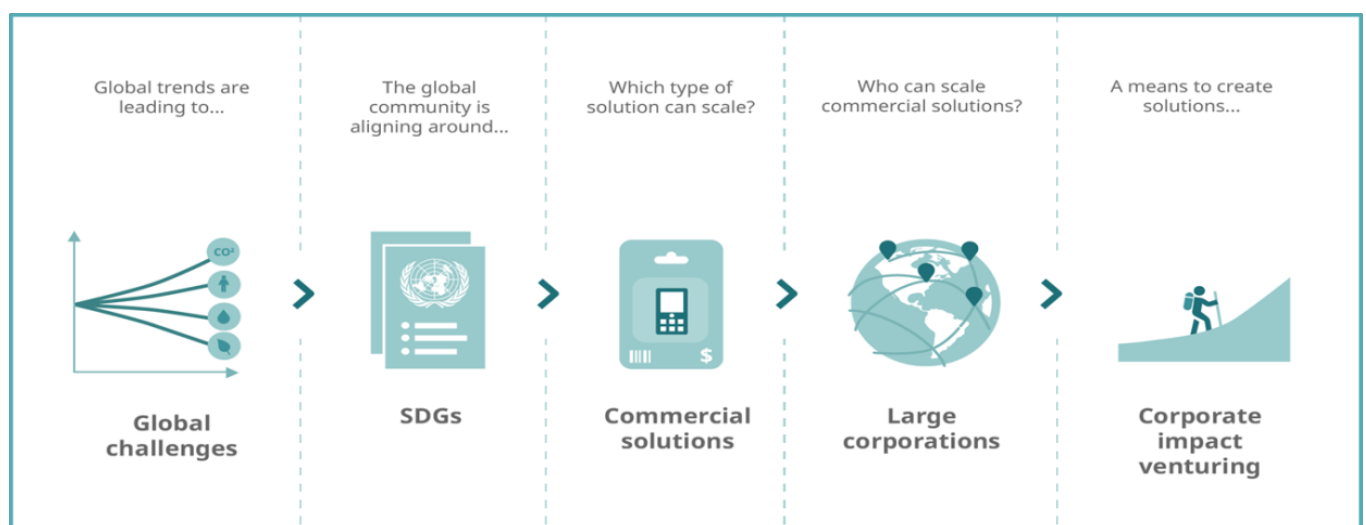 Global trends are
leading to...
The global
community is
aligning around...
Which type of
solution can scale?
Who can scale
commercial solutions?
A means to create
solutions...
CO²
$
Global
challenges
SDGs
Commercial
solutions
Large
corporations
Corporate
impact
venturing